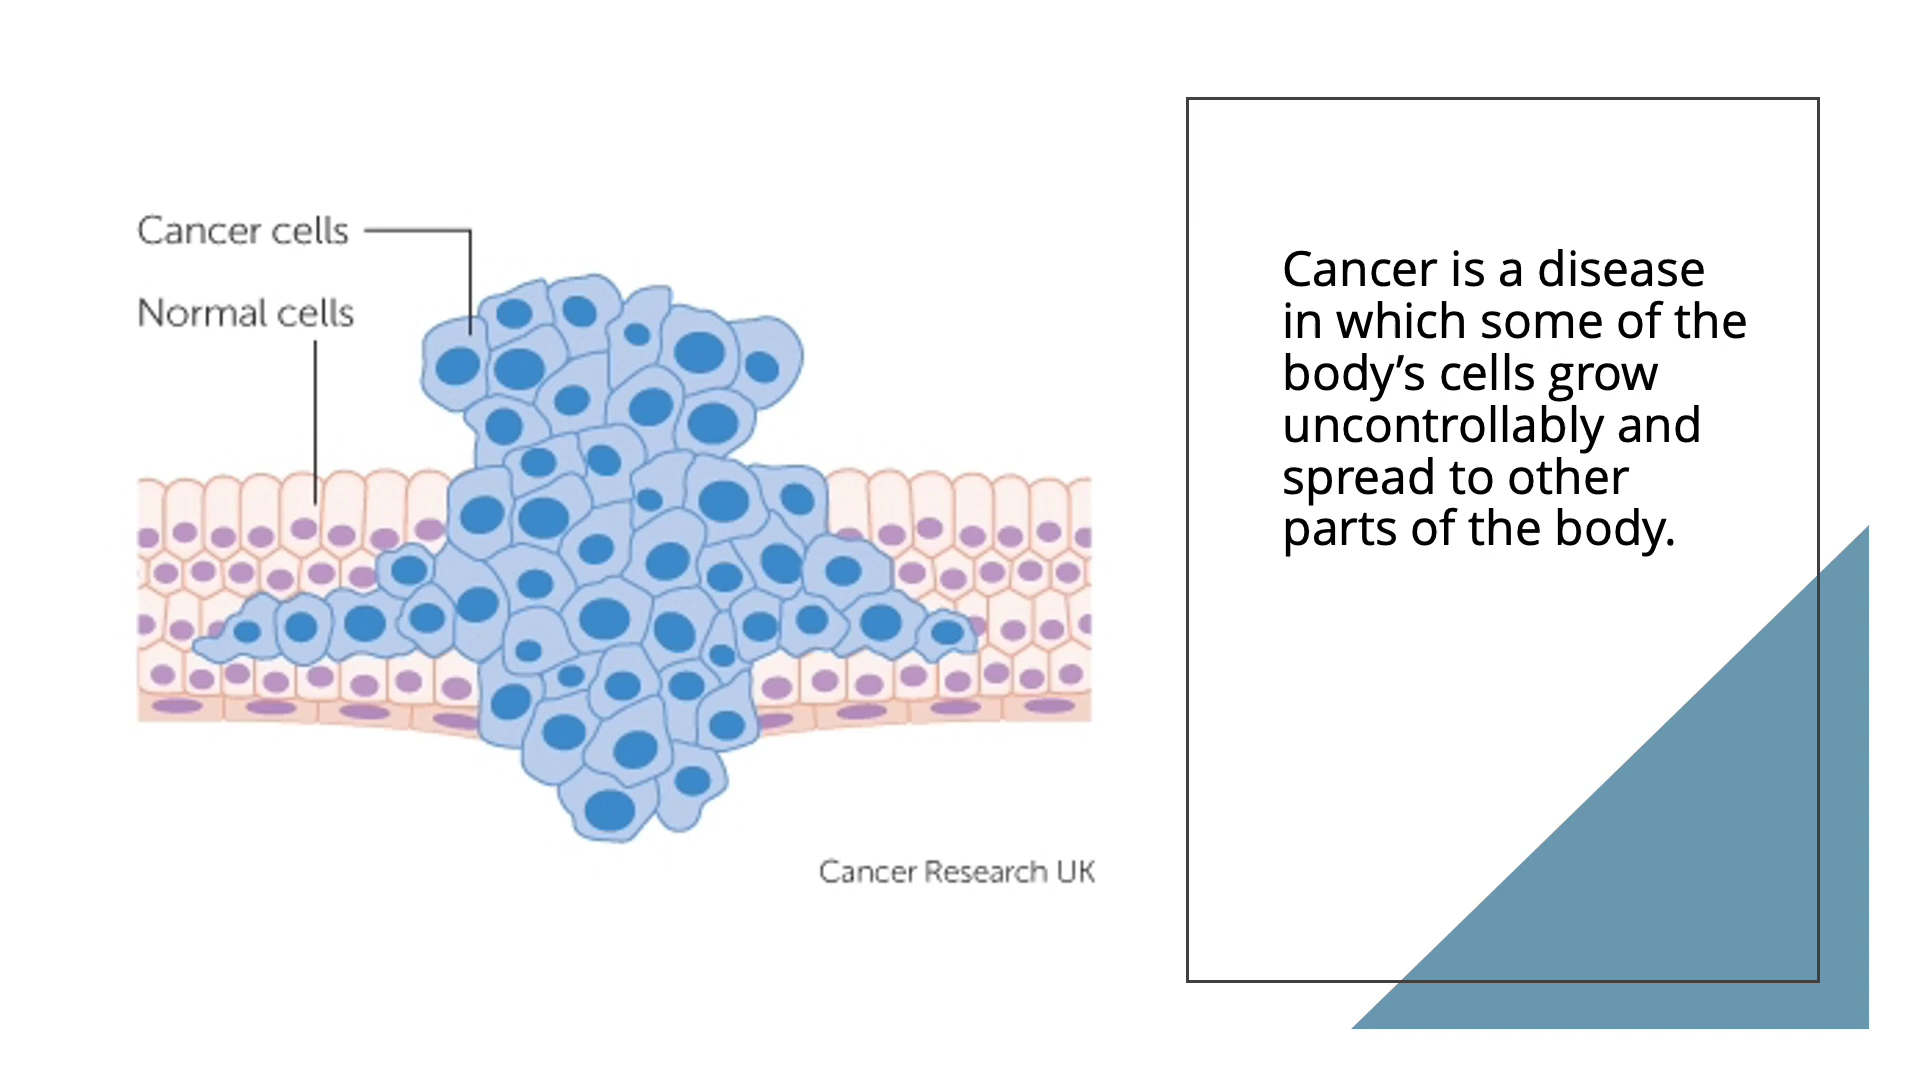 Cancer cells
Normal cells
Cancer Research UK
Cancer is a disease
in which some of the
body’s cells grow
uncontrollably and
spread to other
parts of the body.